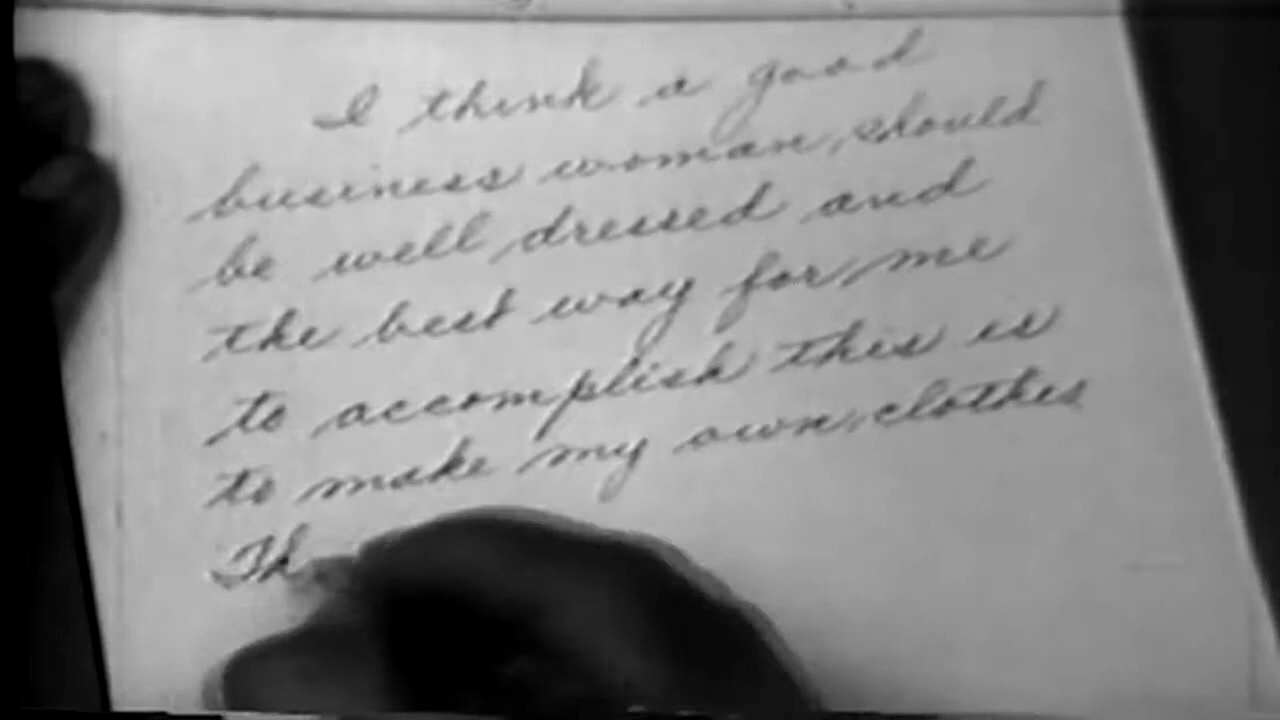 I think a good
business woman, should
be well dressed and
the best way for me
to accomplish this is
to make my own clothes
Th